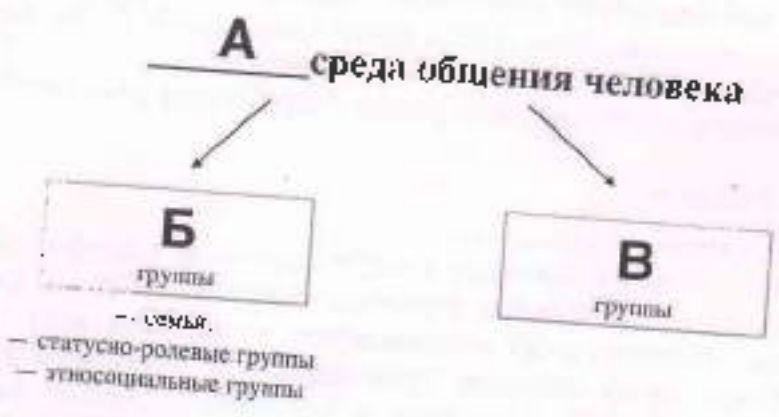 А
среда общения человека
Б
группы
В
группы
— семья.
— статусно-ролевые группы
— этносоциальные группы